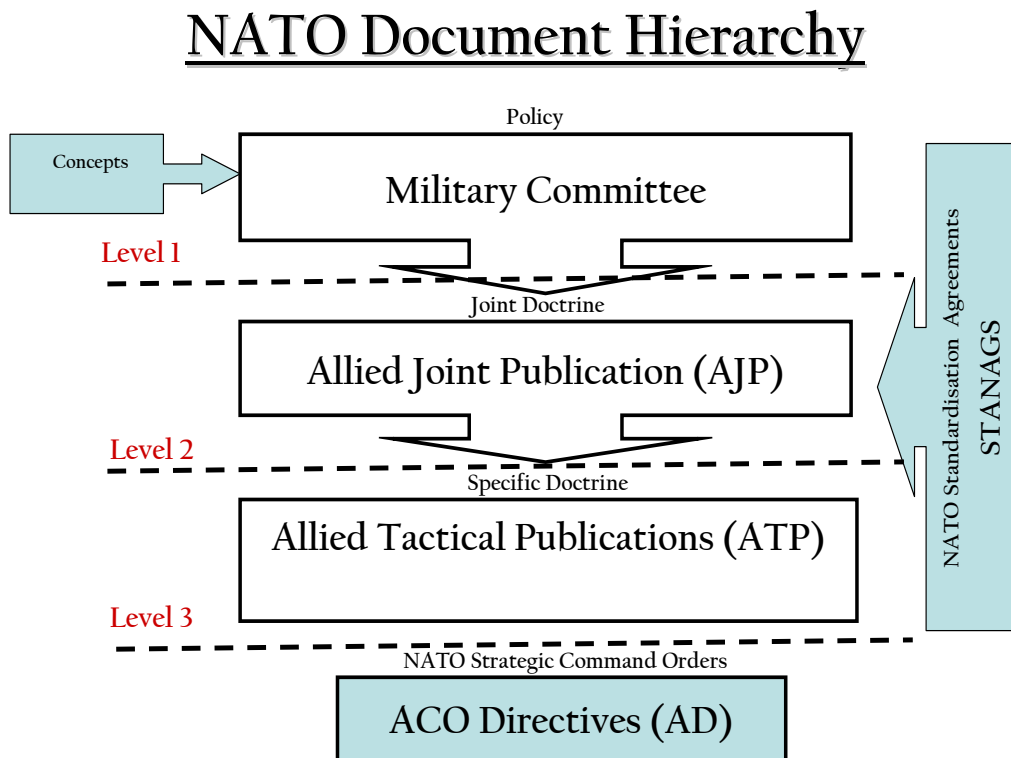 NATO Document Hierarchy
Policy
Concepts
Military Committee
Level 1
Joint Doctrine
Allied Joint Publication (AJP)
Level 2
Specific Doctrine
Allied Tactical Publications (ATP)
Level 3
NATO Strategic Command Orders
ACO Directives (AD)
NATO Standardisation Agreements
STANAGS